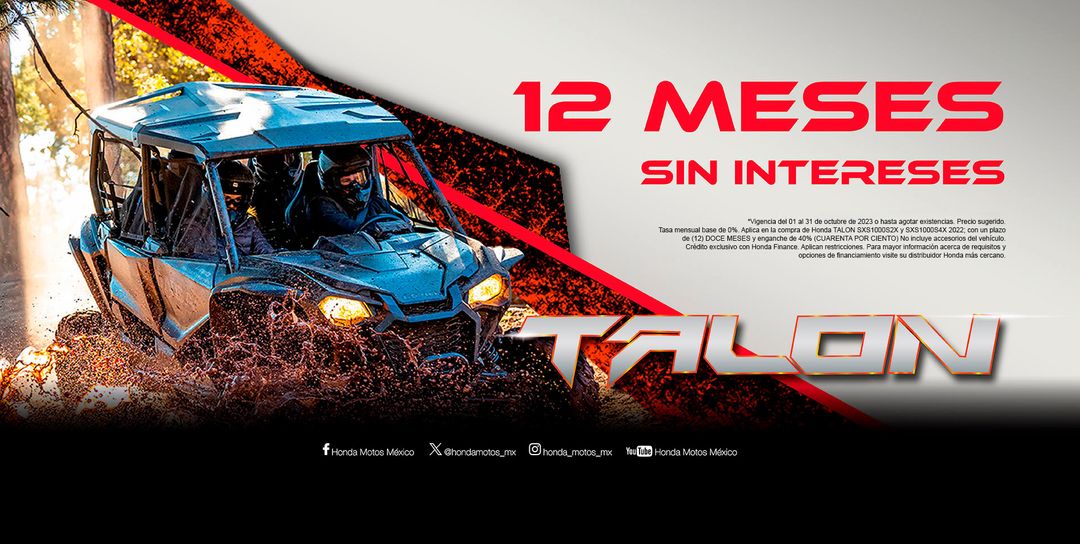 12 MESES
SIN INTERESES
*Vigencia del 01 al 31 de octubre de 2023 o hasta agotar existencias. Precio sugerido.
Tasa mensual base de 0%. Aplica en la compra de Honda TALON SXS1000S2X y SXS1000S4X 2022; con un plazo
de (12) DOCE MESES y enganche de 40% (CUARENTA POR CIENTO) No incluye accesorios del vehículo.
Crédito exclusivo con Honda Finance. Aplican restricciones. Para mayor información acerca de requisitos y
opciones de financiamiento visite su distribuidor Honda más cercano.
TALON
Honda Motos México @hondamotos_mx honda_motos_mx YouTube Honda Motos México